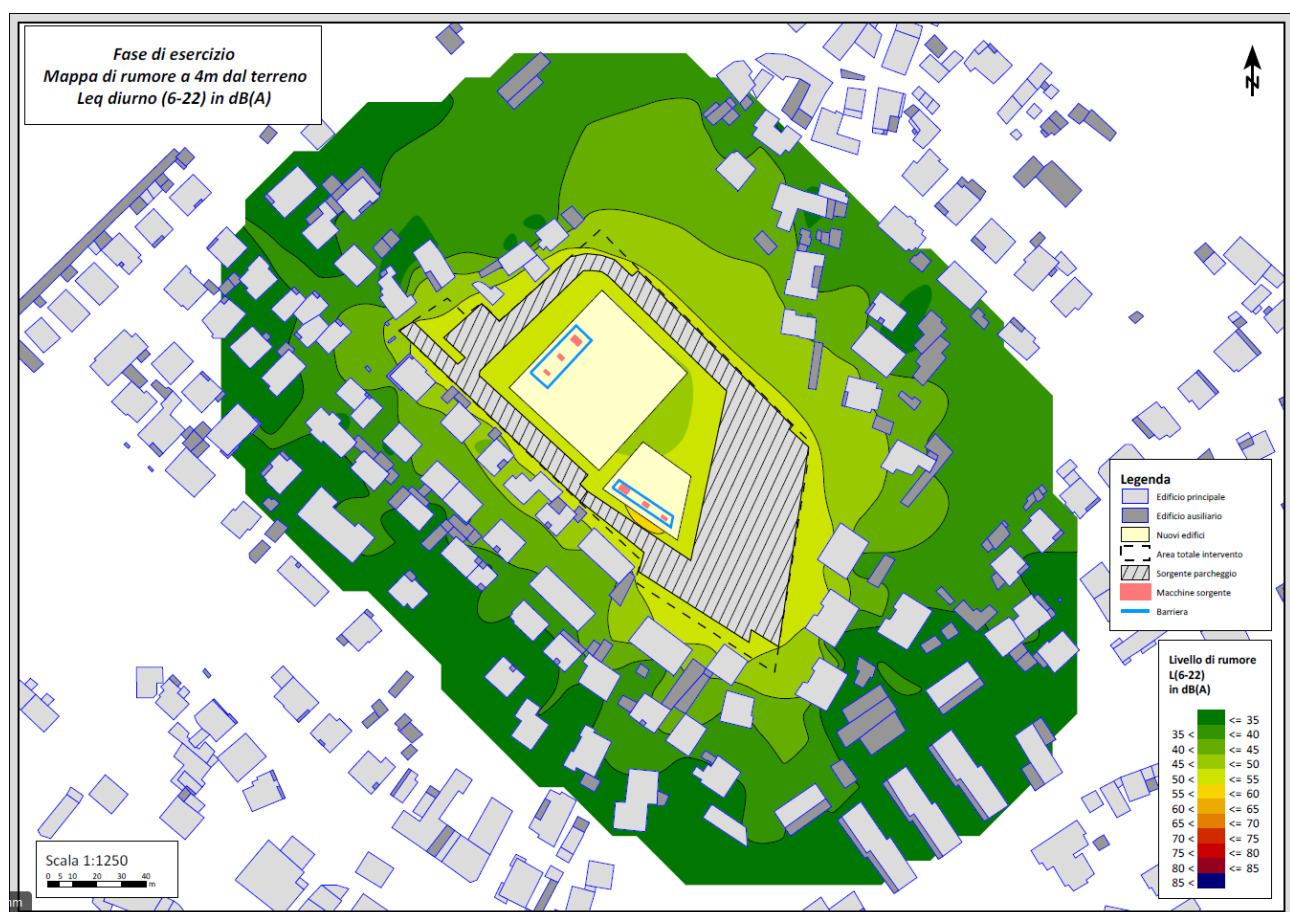 Fase di esercizio
Mappa di rumore a 4m dal terreno
Leq diurno (6-22) in dB(A)
N
Legenda
Edificio principale
Edificio ausiliario
Nuovi edifici
Area totale intervento
Sorgente parcheggio
Macchine sorgente
Barriera
Livello di rumore
L(6-22)
in dB(A)
<= 35
35 < <= 40
40 < <= 45
45 < <= 50
50 < <= 55
55 < <= 60
60 < <= 65
65 < <= 70
70 < <= 75
75 < <= 80
80 < <= 85
85 <
Scala 1:1250
0 5 10 20 30 40
m